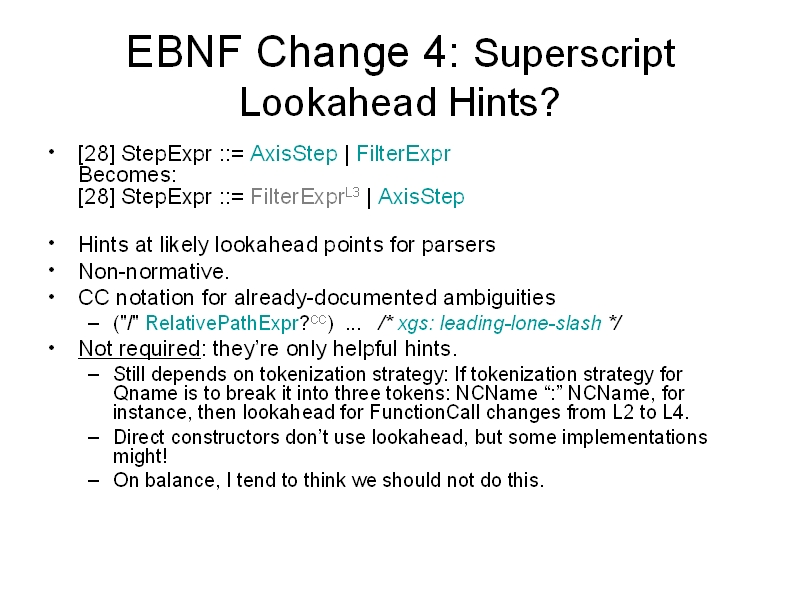 EBNF Change 4: Superscript
Lookahead Hints?
• [28] StepExpr ::= AxisStep | FilterExpr
Becomes:
[28] StepExpr ::= FilterExprL3 | AxisStep
• Hints at likely lookahead points for parsers
• Non-normative.
• CC notation for already-documented ambiguities
– ("/" RelativePathExpr?CC) ... /* xgs: leading-lone-slash */
• Not required: they're only helpful hints.
– Still depends on tokenization strategy: If tokenization strategy for
Qname is to break it into three tokens: NCName “:” NCName, for
instance, then lookahead for FunctionCall changes from L2 to L4.
– Direct constructors don't use lookahead, but some implementations
might!
– On balance, I tend to think we should not do this.